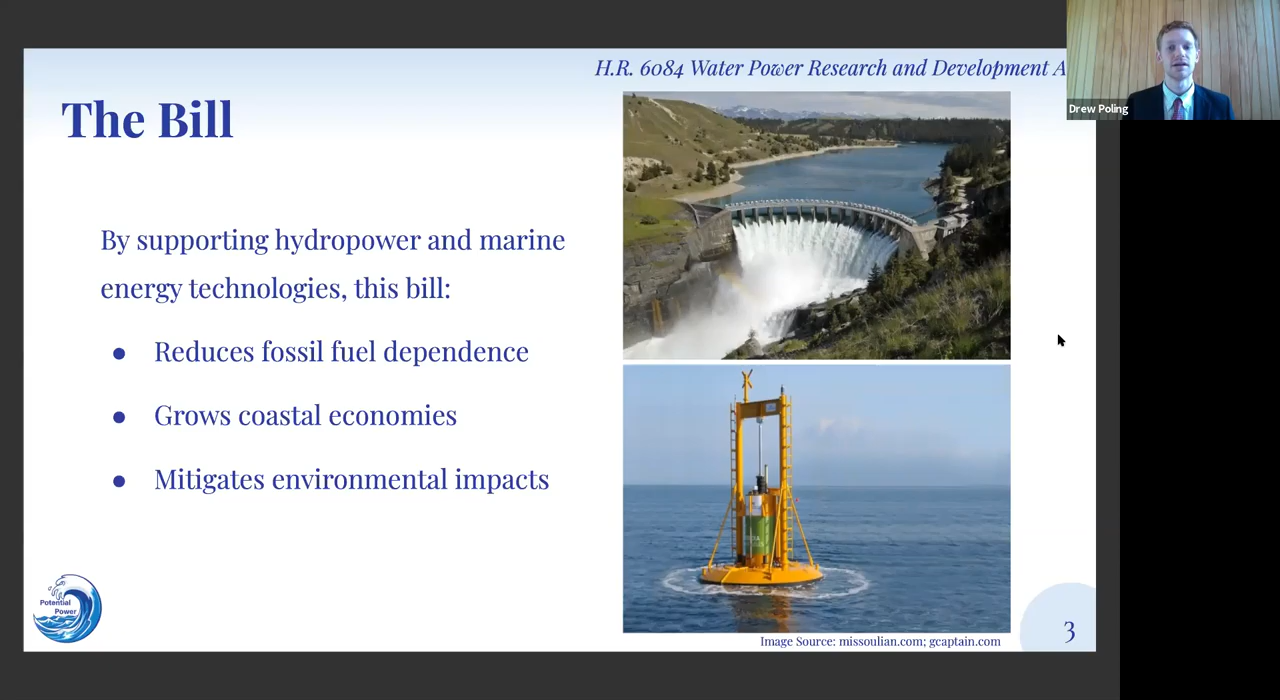 H.R. 6084 Water Power Research and Development A
Drew Poling
The Bill
By supporting hydropower and marine
energy technologies, this bill:
● Reduces fossil fuel dependence
● Grows coastal economies
● Mitigates environmental impacts
Potential
Power
Image Source: missoulian.com; gcaptain.com
3